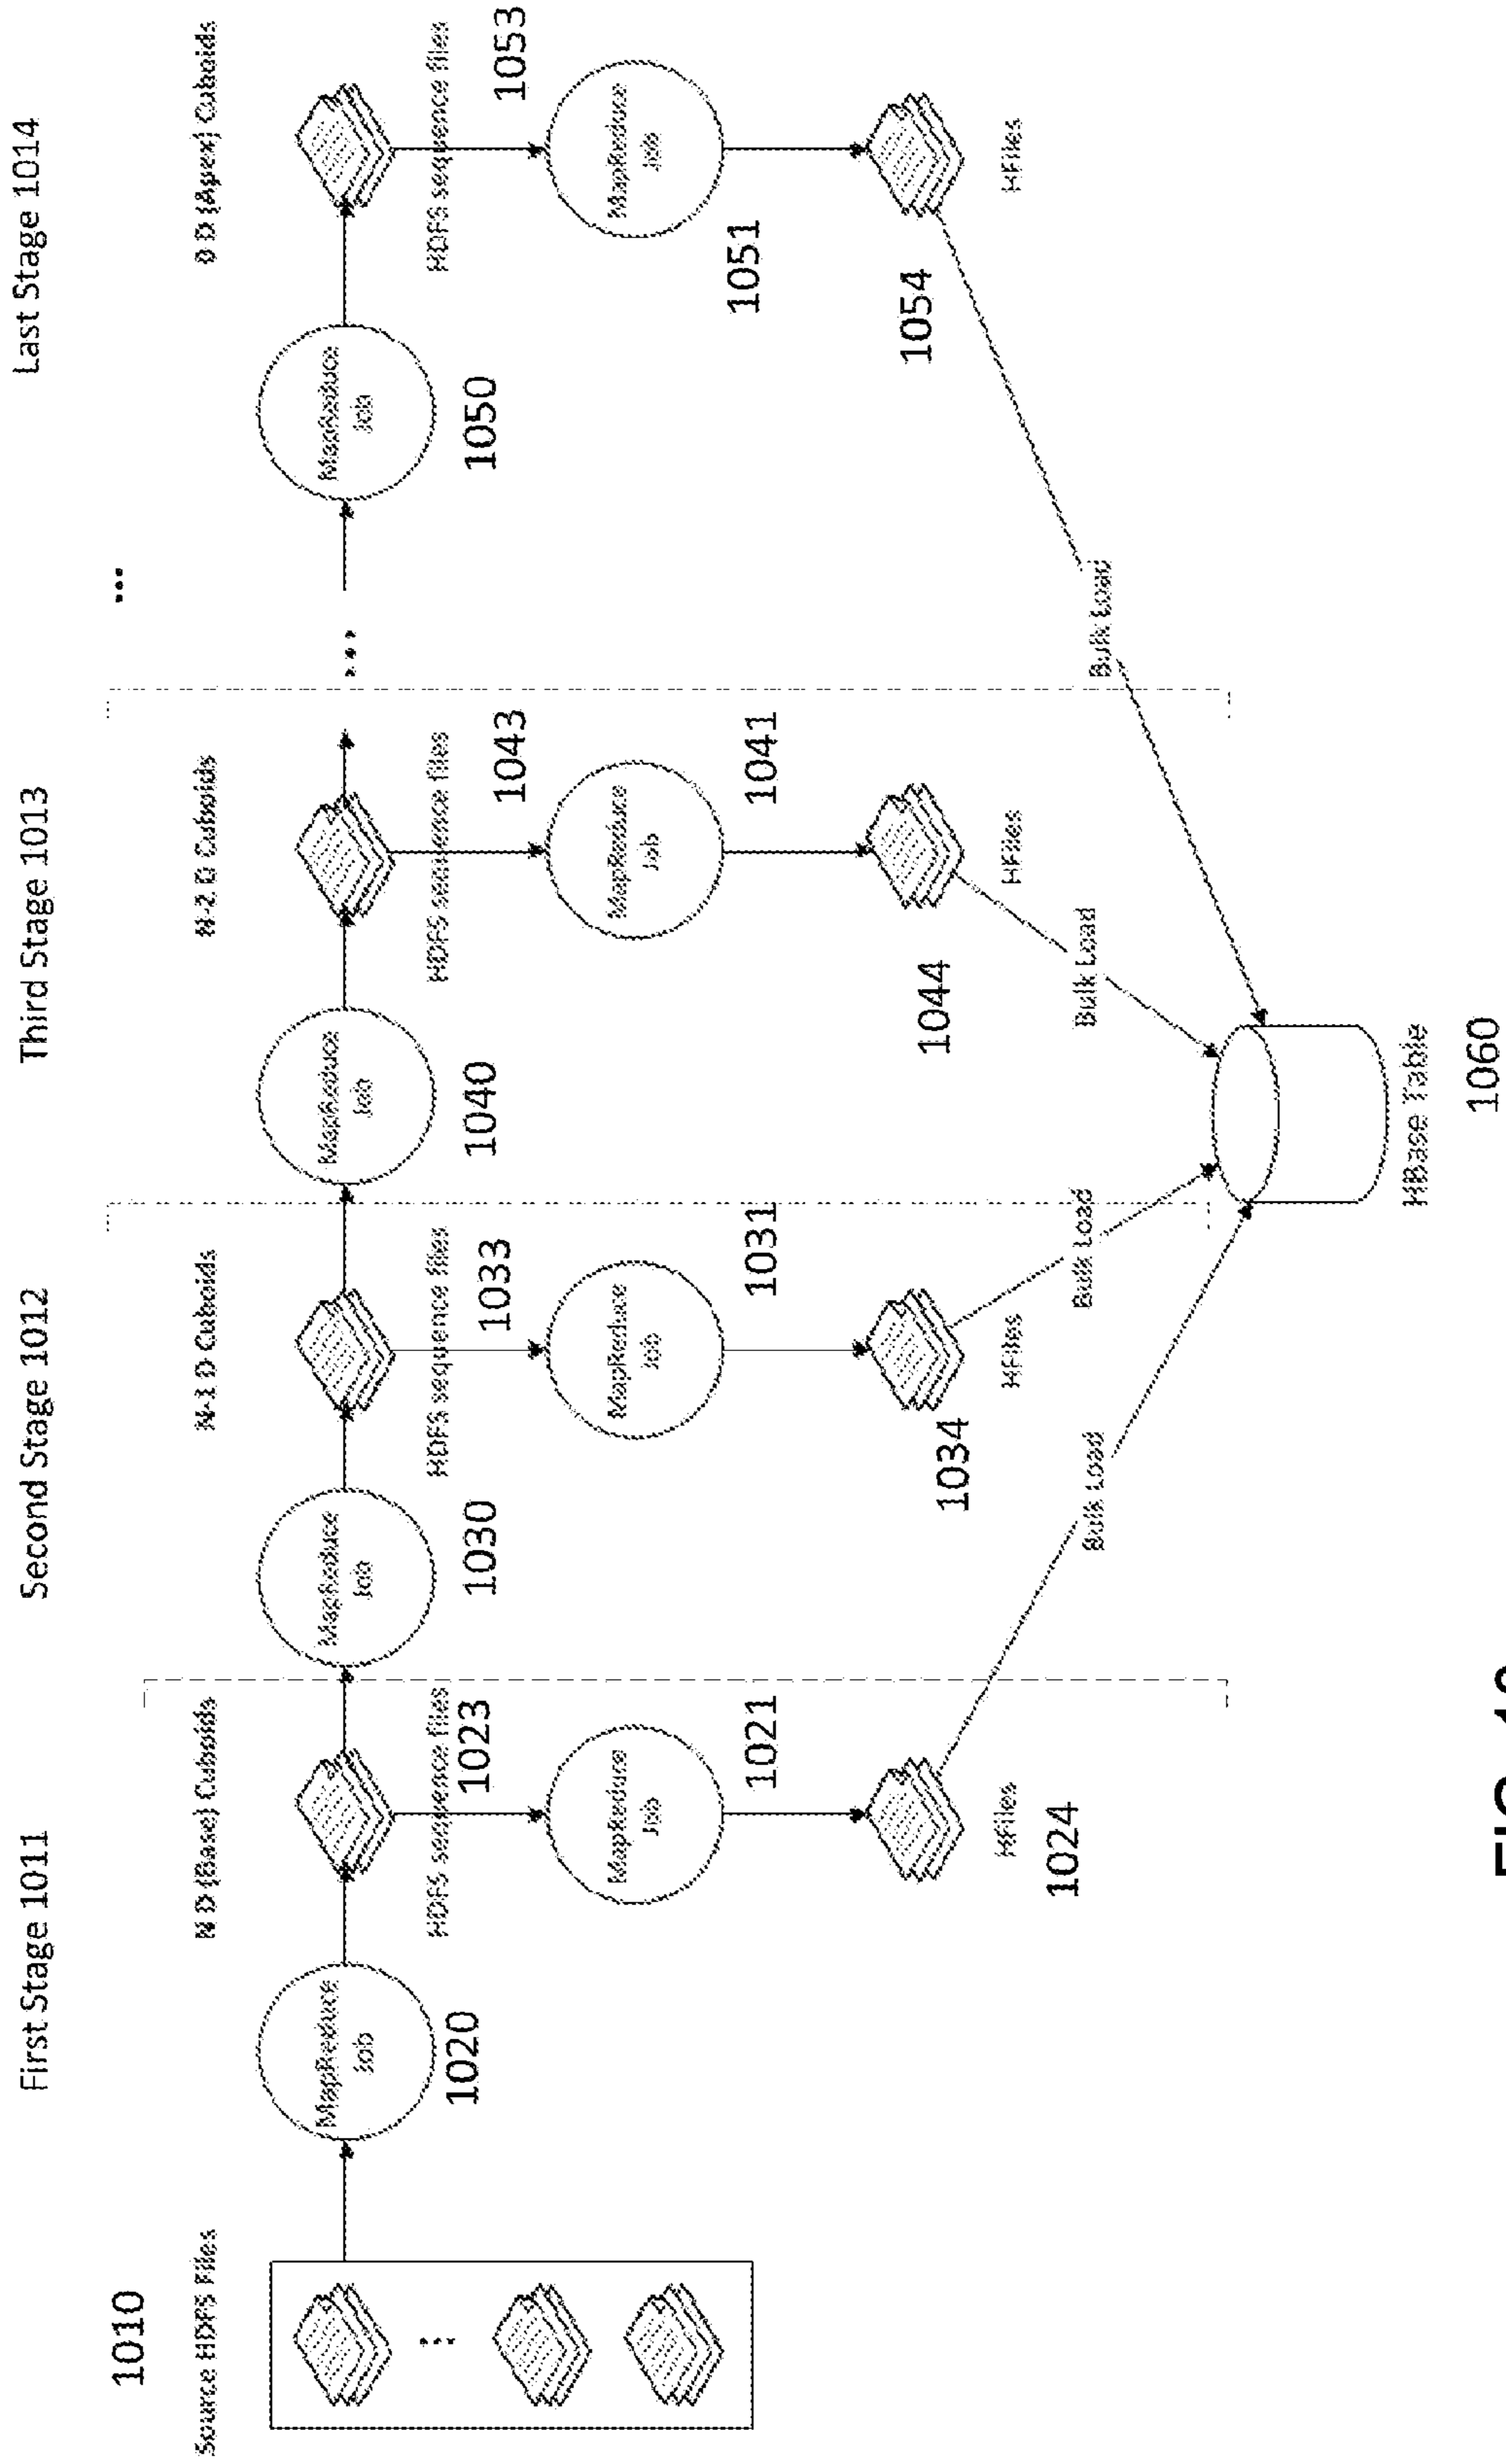 First Stage 1011
Second Stage 1012
Third Stage 1013
Last Stage 1014
...
1010
Source HDFS Files
N D (Base) Cuboids
N-1 D Cuboids
N-2 D Cuboids
0 D (Apex) Cuboids
MapReduce
Job
1020
MapReduce
Job
1030
MapReduce
Job
1040
...
MapReduce
Job
1050
HDFS sequence files
1023
HDFS sequence files
1033
HDFS sequence files
1043
HDFS sequence files
1053
MapReduce
Job
1021
MapReduce
Job
1031
MapReduce
Job
1041
MapReduce
Job
1051
HFiles
1024
HFiles
1034
HFiles
1044
HFiles
1054
Bulk Load
Bulk Load
Bulk Load
Bulk Load
HBase Table
1060